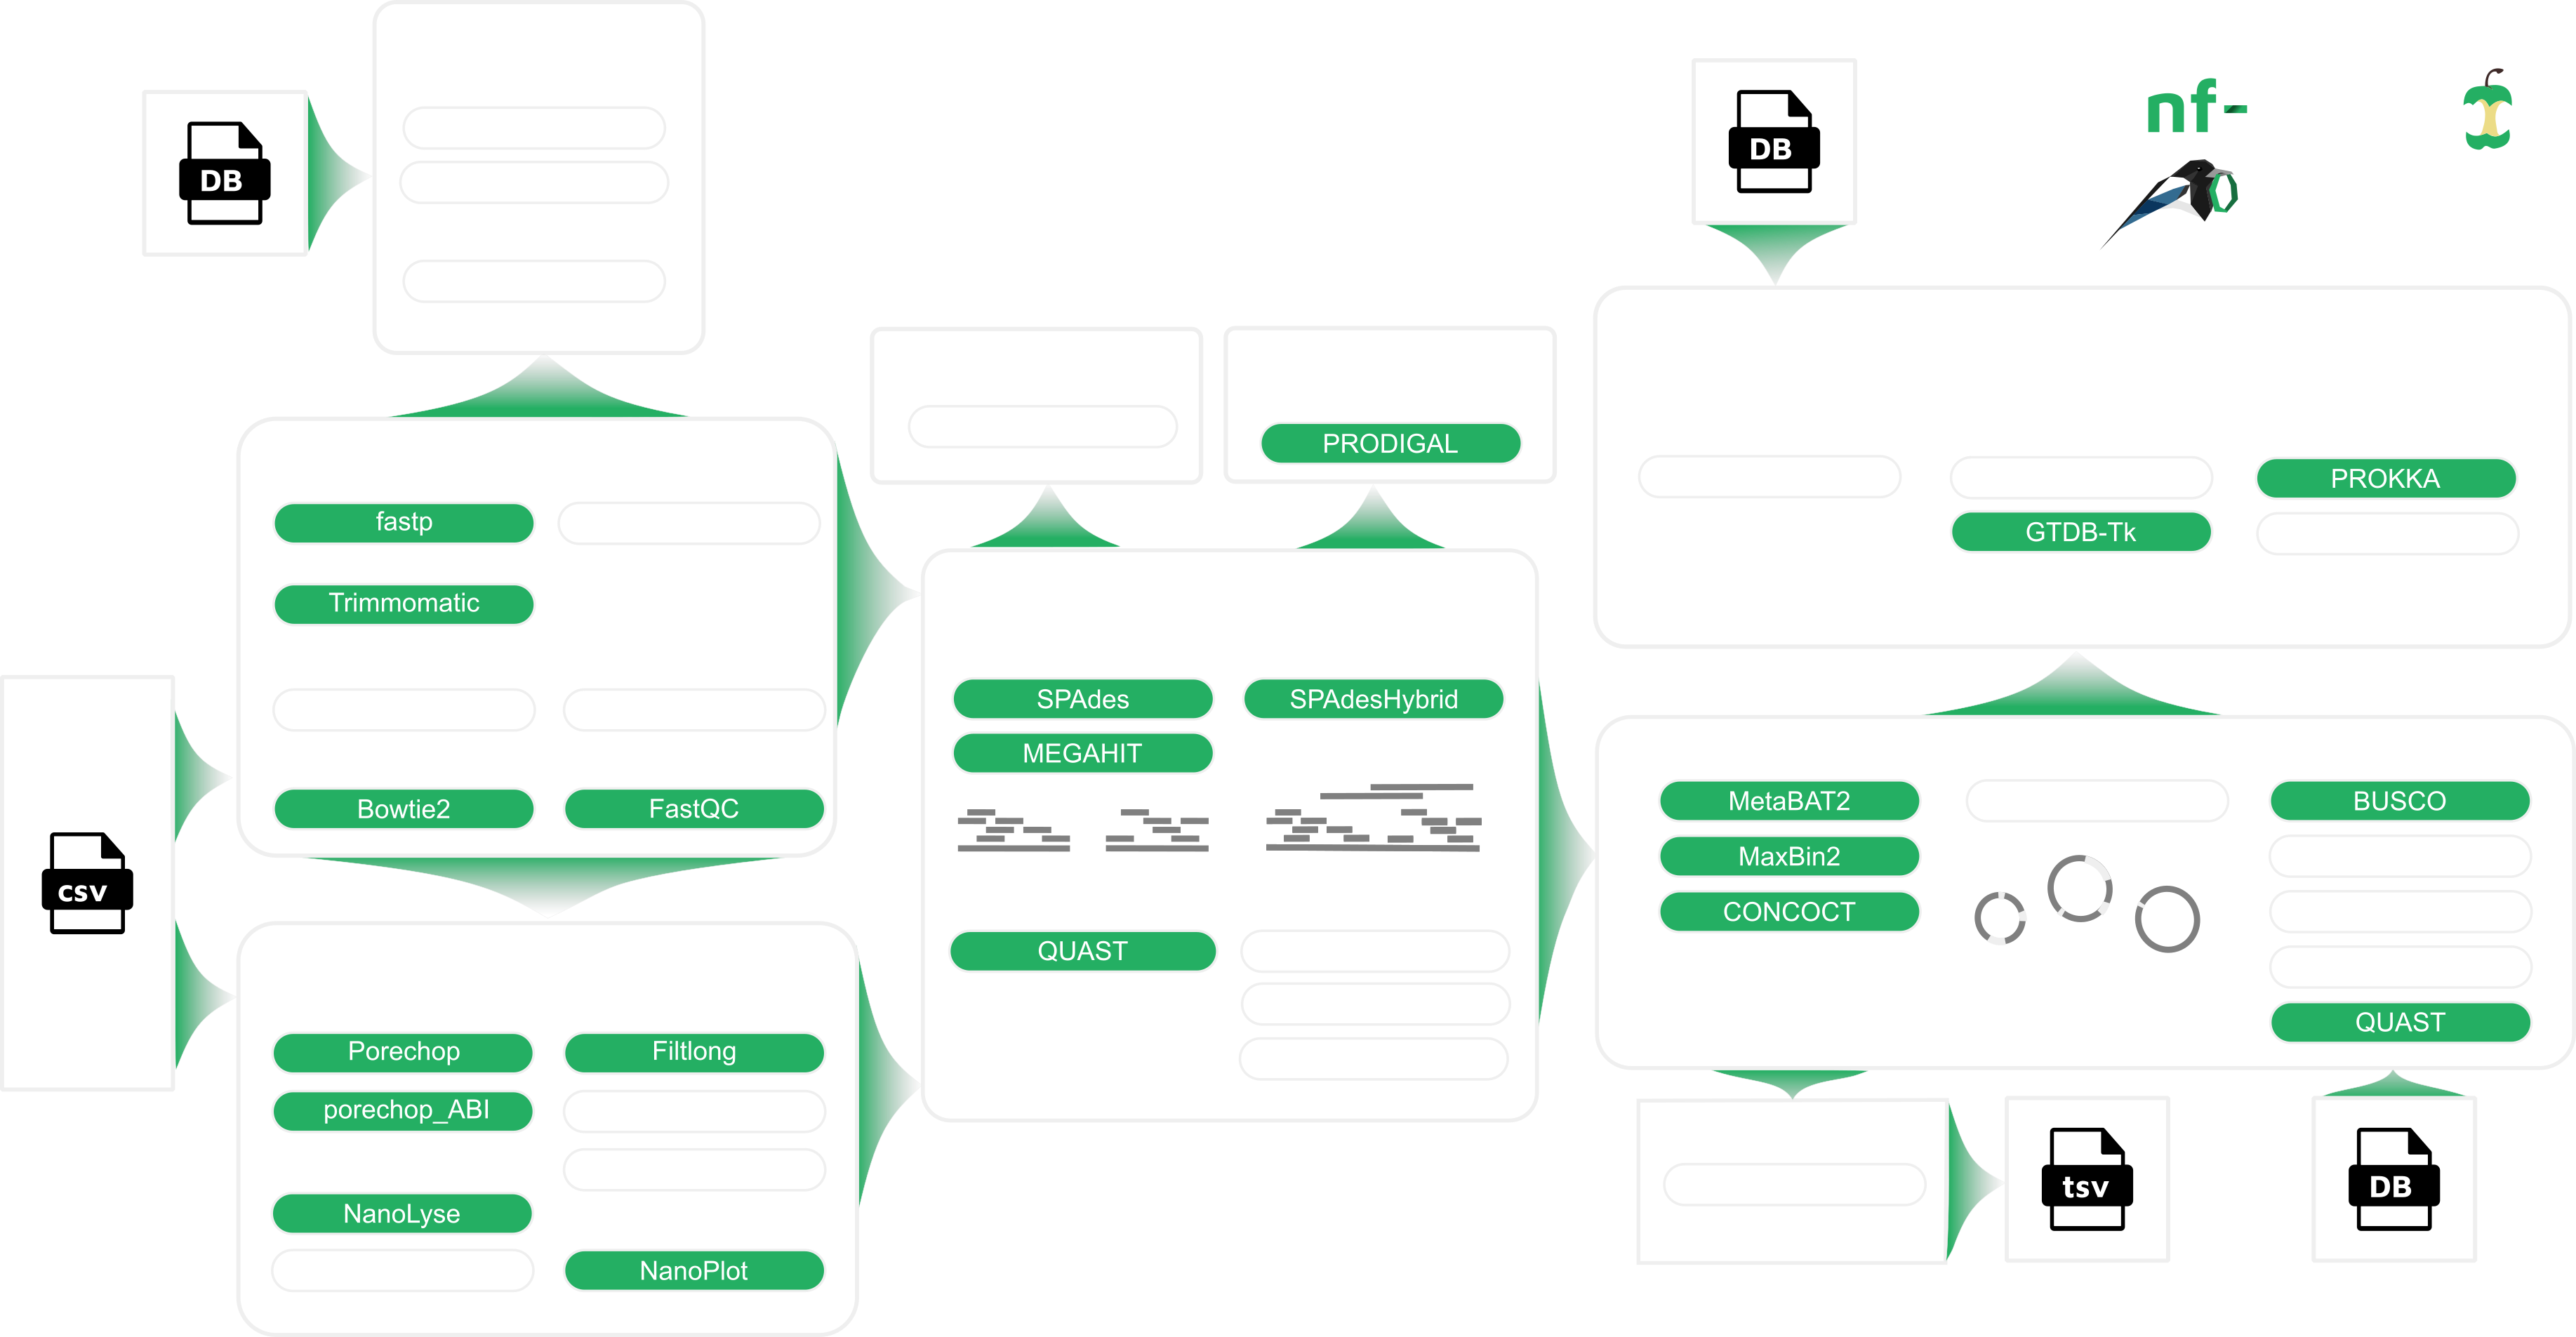 DB
fastp
Trimmomatic
Bowtie2
FastQC
csv
Porechop
Filtlong
porechop_ABI
NanoLyse
NanoPlot
PRODIGAL
SPAdes
SPAdesHybrid
MEGAHIT
QUAST
DB
nf-
PROKKA
GTDB-Tk
MetaBAT2
BUSCO
MaxBin2
CONCOCT
QUAST
tsv
DB